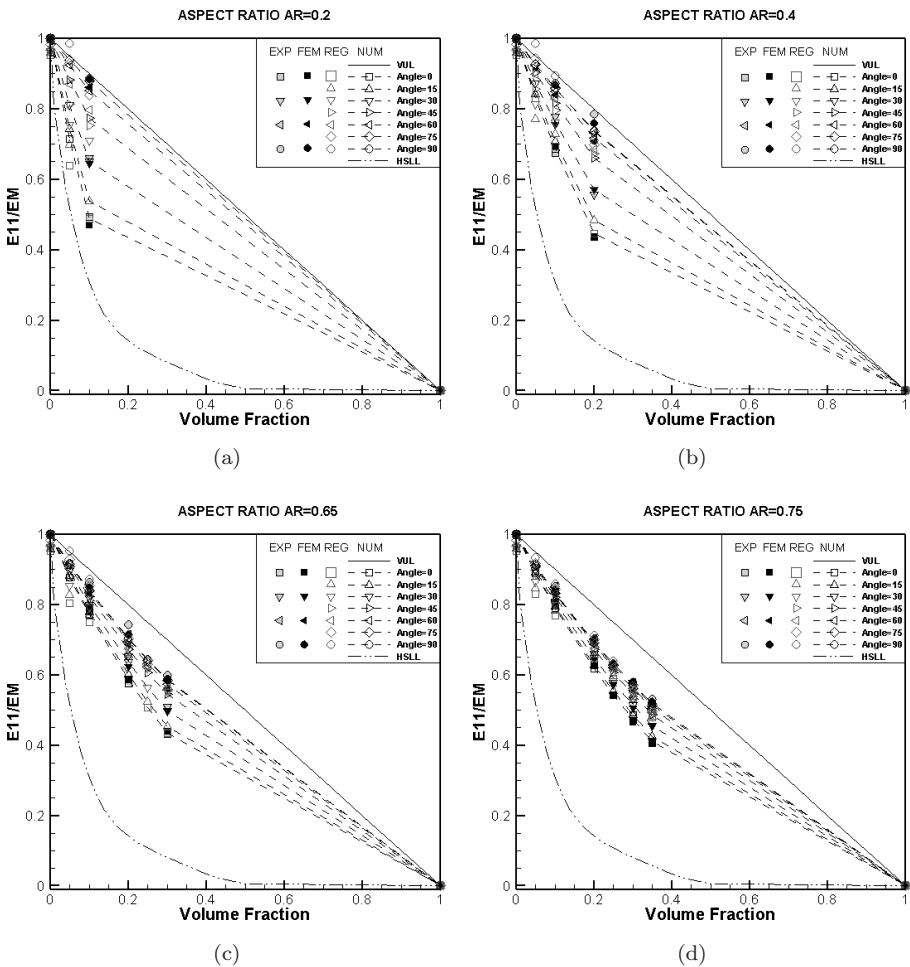 ASPECT RATIO AR=0.2
E11/EM
1
0.8
0.6
0.4
0.2
0
0 0.2 0.4 0.6 0.8 1
Volume Fraction
EXP FEM REG NUM
VUL
Angle=0
Angle=15
Angle=30
Angle=45
Angle=60
Angle=75
Angle=90
HSLL
(a)
ASPECT RATIO AR=0.4
E11/EM
1
0.8
0.6
0.4
0.2
0
0 0.2 0.4 0.6 0.8 1
Volume Fraction
EXP FEM REG NUM
VUL
Angle=0
Angle=15
Angle=30
Angle=45
Angle=60
Angle=75
Angle=90
HSLL
(b)
ASPECT RATIO AR=0.65
E11/EM
1
0.8
0.6
0.4
0.2
0
0 0.2 0.4 0.6 0.8 1
Volume Fraction
EXP FEM REG NUM
VUL
Angle=0
Angle=15
Angle=30
Angle=45
Angle=60
Angle=75
Angle=90
HSLL
(c)
ASPECT RATIO AR=0.75
E11/EM
1
0.8
0.6
0.4
0.2
0
0 0.2 0.4 0.6 0.8 1
Volume Fraction
EXP FEM REG NUM
VUL
Angle=0
Angle=15
Angle=30
Angle=45
Angle=60
Angle=75
Angle=90
HSLL
(d)